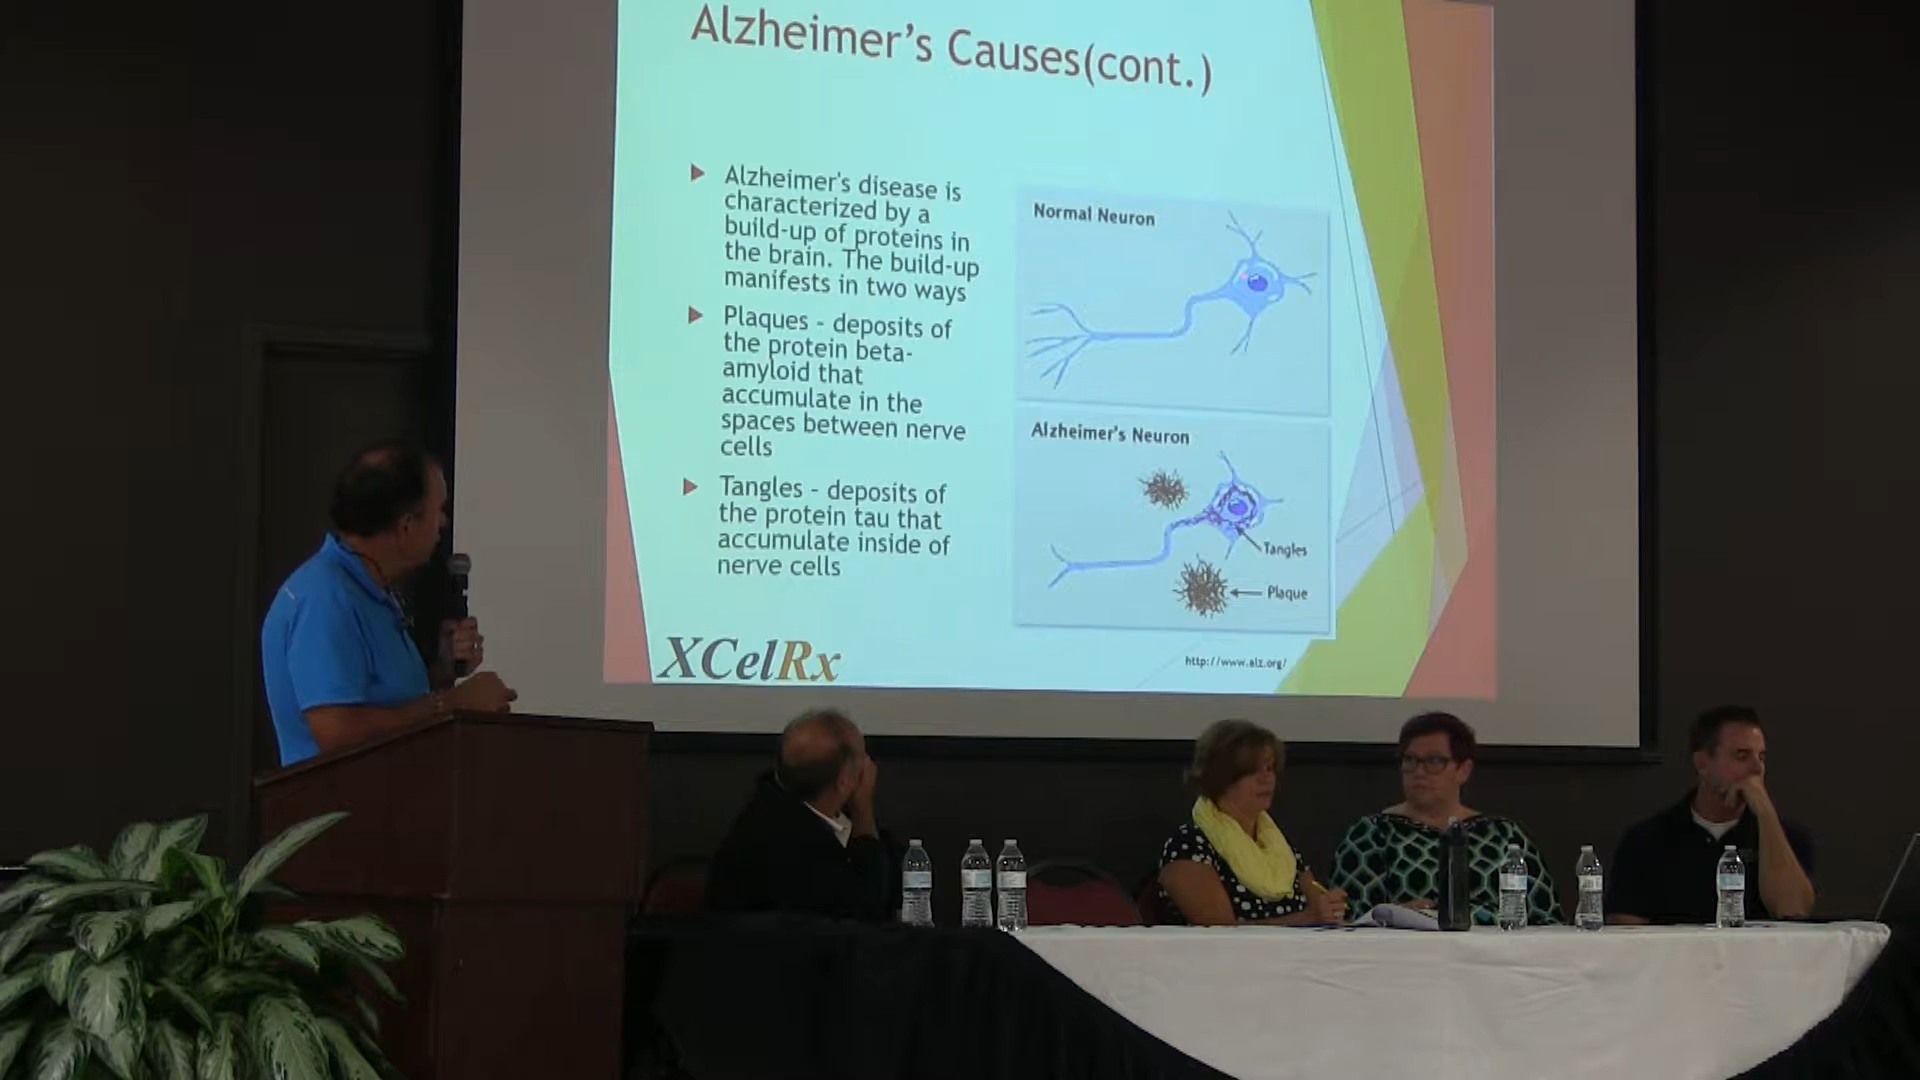 Alzheimer's Causes(cont.)
Alzheimer's disease is
characterized by a
build-up of proteins in
the brain. The build-up
manifests in two ways
Plaques - deposits of
the protein beta-
amyloid that
accumulate in the
spaces between nerve
cells
Tangles - deposits of
the protein tau that
accumulate inside of
nerve cells
Normal Neuron
Alzheimer's Neuron
Tangles
Plaque
XCelRx
http://www.alz.org/